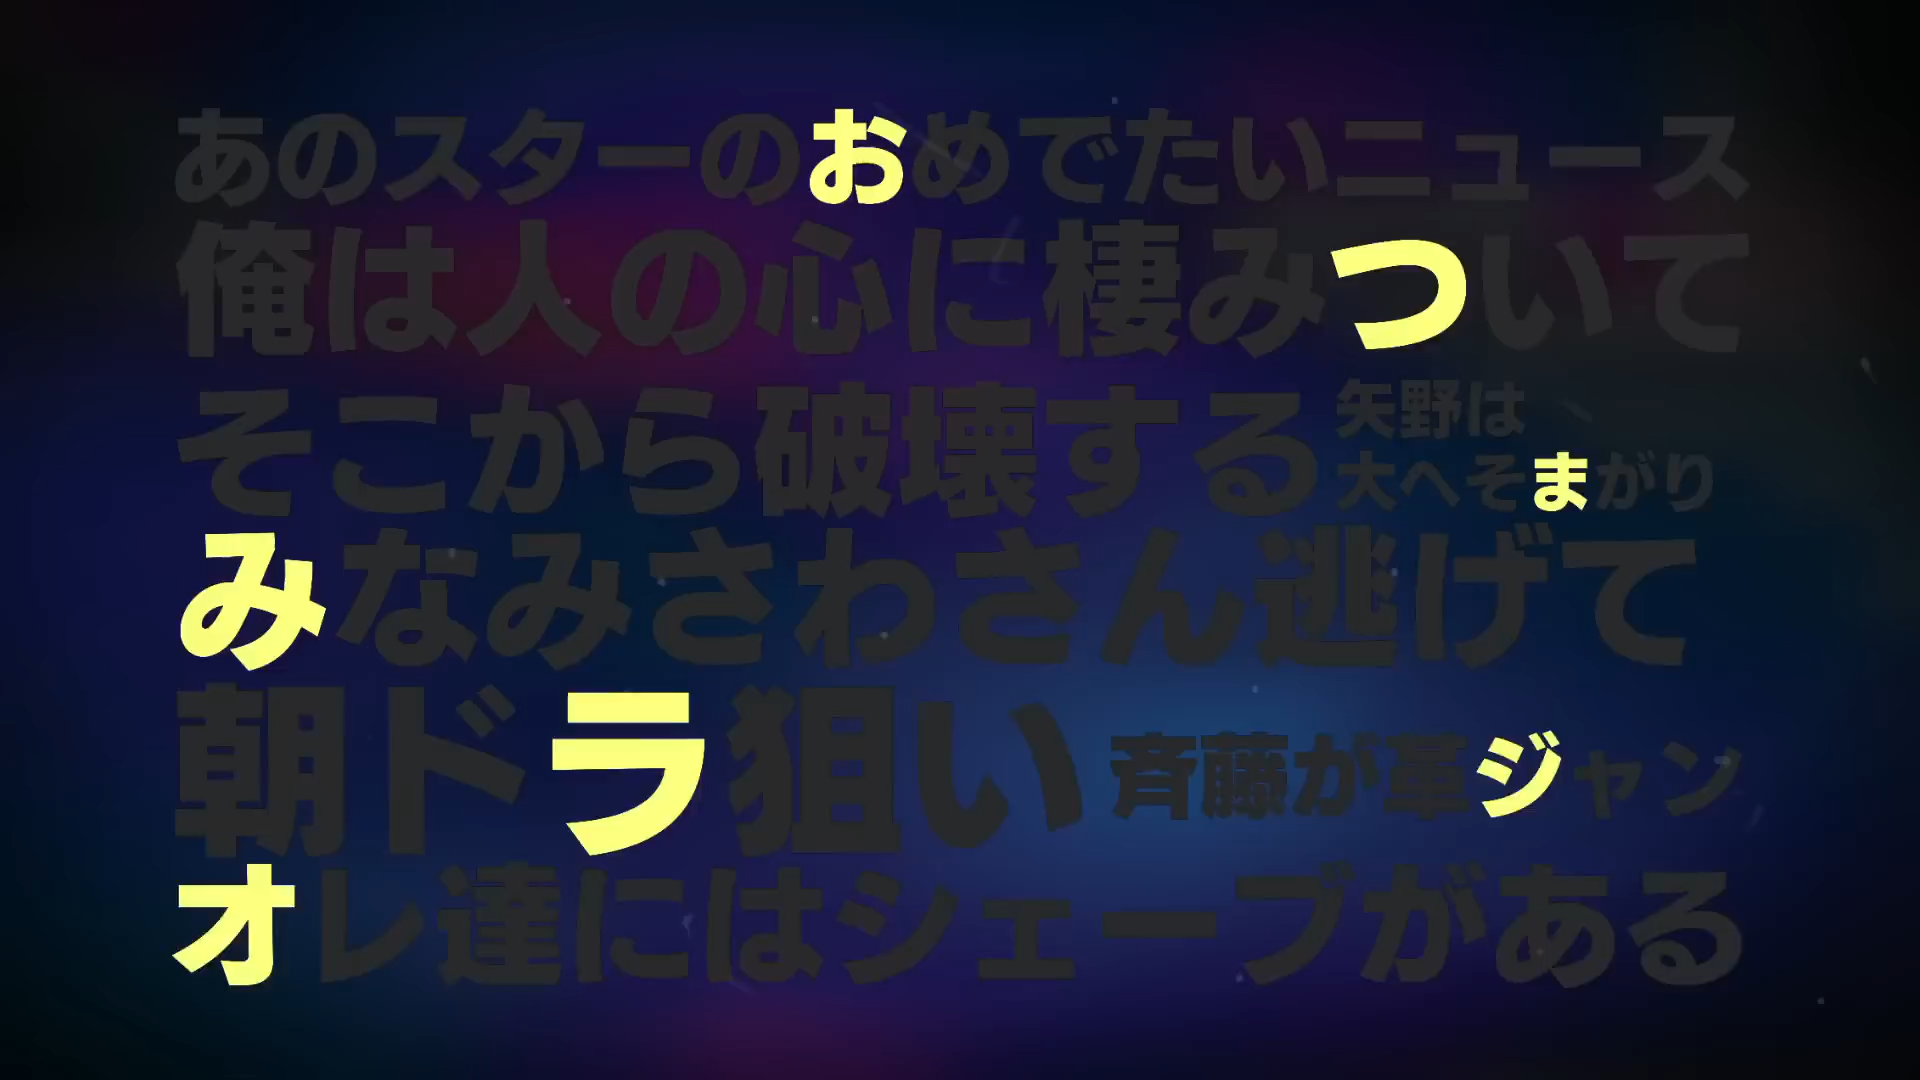 あのスターのおめでたいニュース
俺は人の心に棲みついて
そこから破壊する
矢野は
大へそまがり
みなみさわさん逃げて
朝ドラ狙い
斉藤が革ジャン
オレ達にはシェーブがある